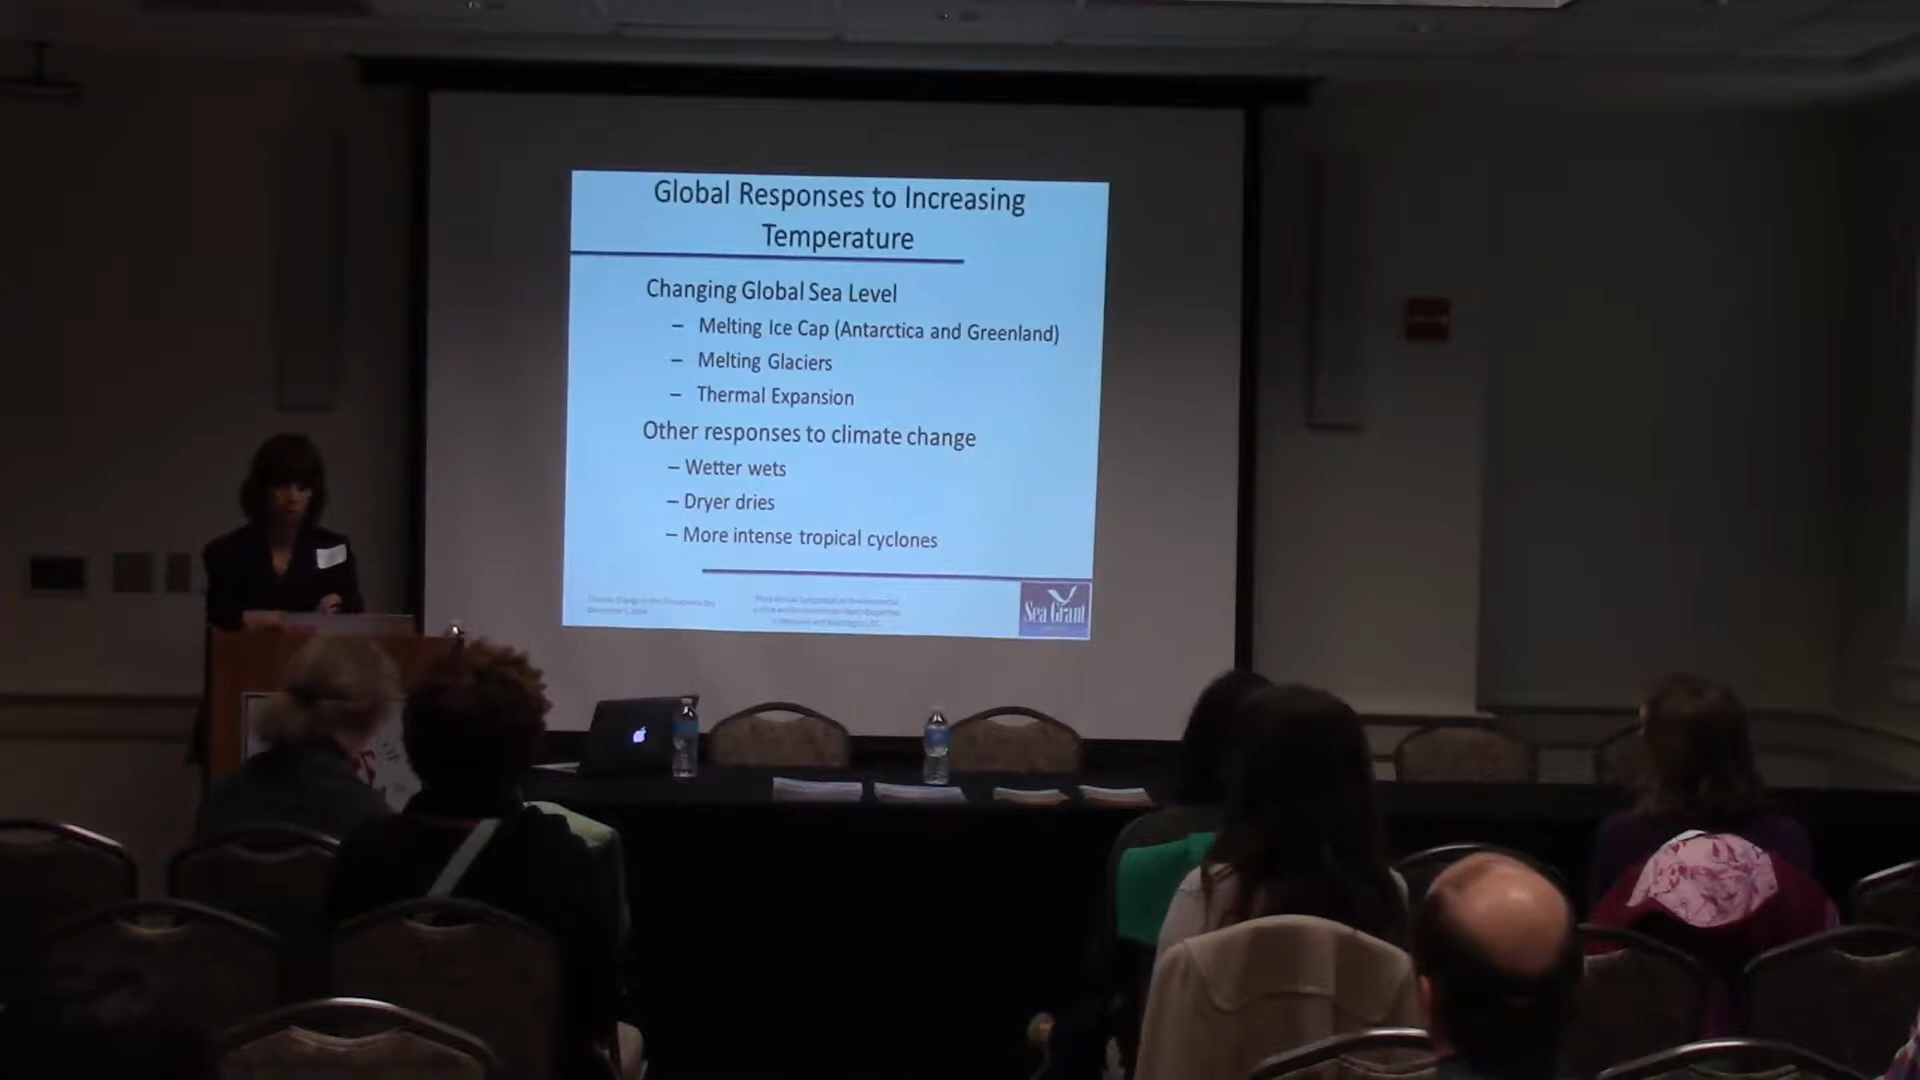 Global Responses to Increasing
Temperature
Changing Global Sea Level
– Melting Ice Cap (Antarctica and Greenland)
– Melting Glaciers
– Thermal Expansion
Other responses to climate change
– Wetter wets
– Dryer dries
– More intense tropical cyclones
Sea Grant